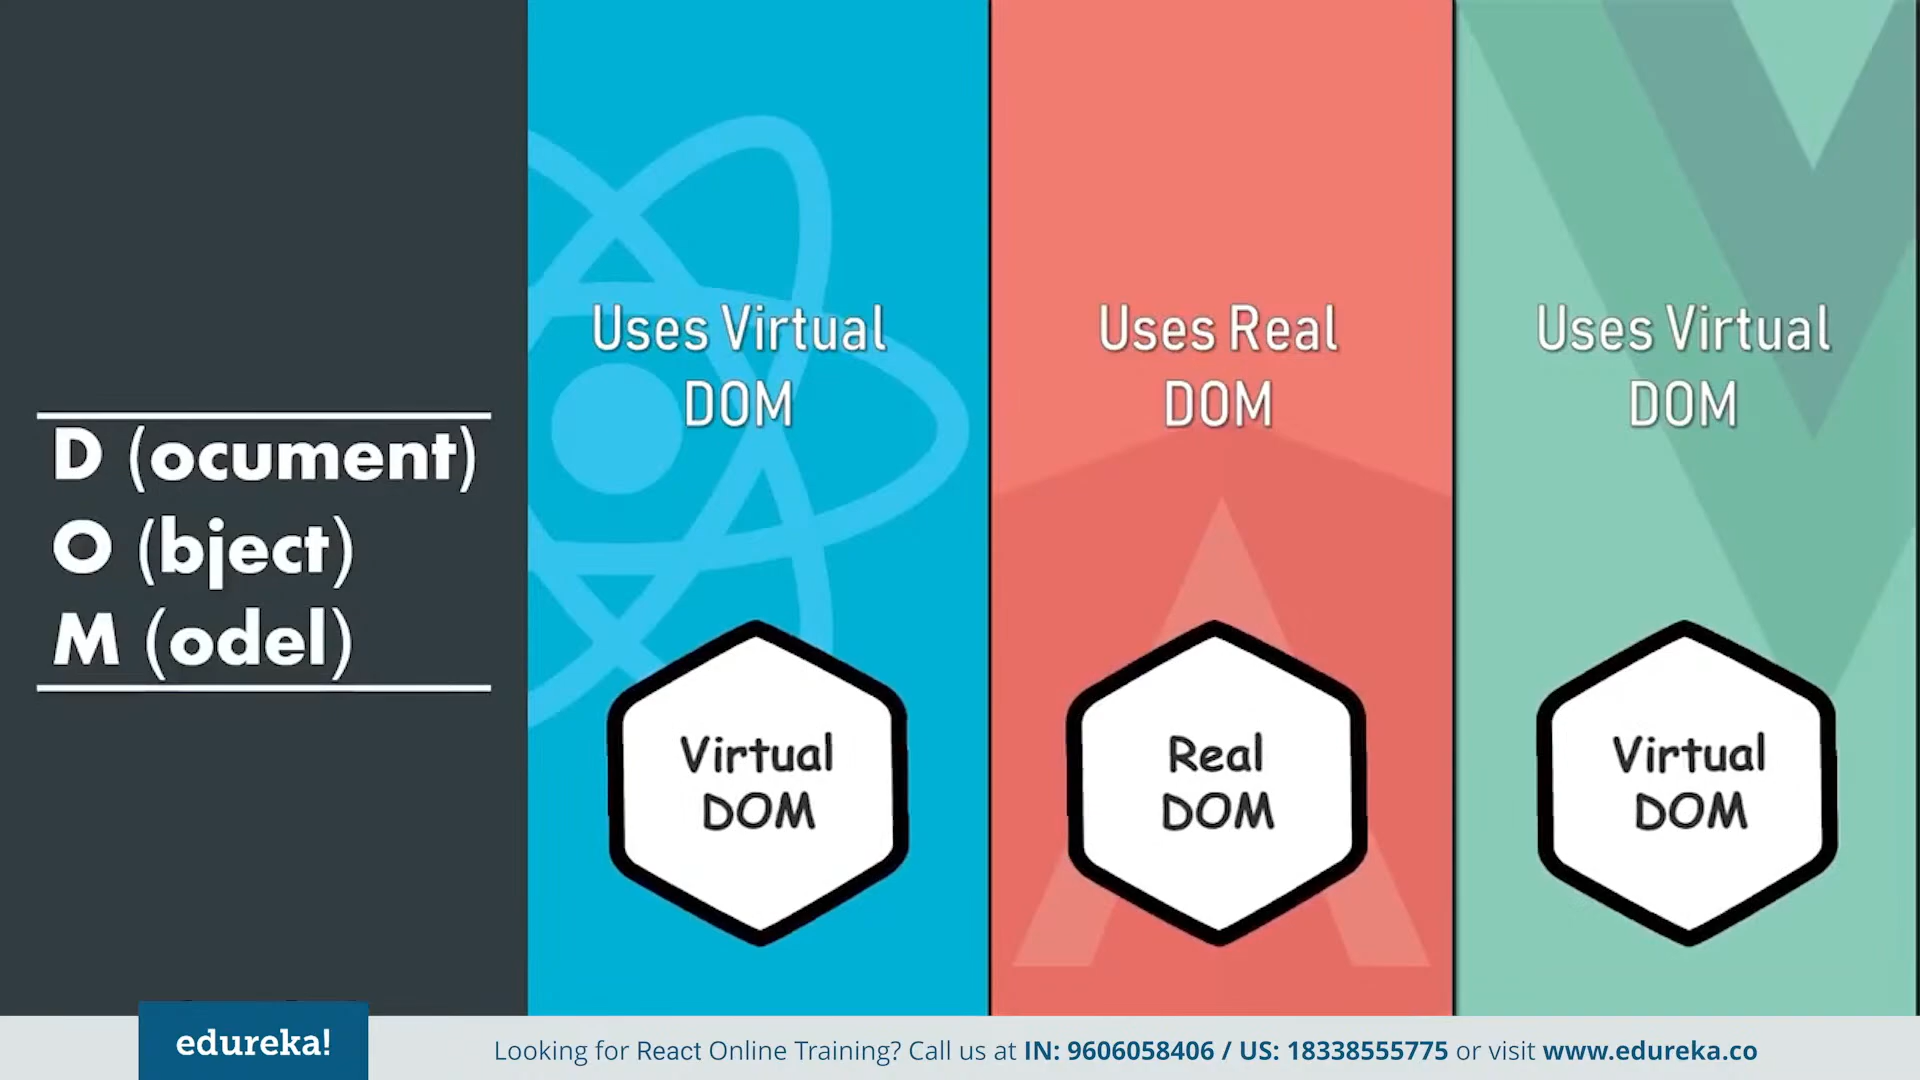 D (ocument)
O (bject)
M (odel)
Uses Virtual
DOM
Virtual
DOM
Uses Real
DOM
Real
DOM
Uses Virtual
DOM
Virtual
DOM
edureka!
Looking for React Online Training? Call us at IN: 9606058406 / US: 18338555775 or visit www.edureka.co